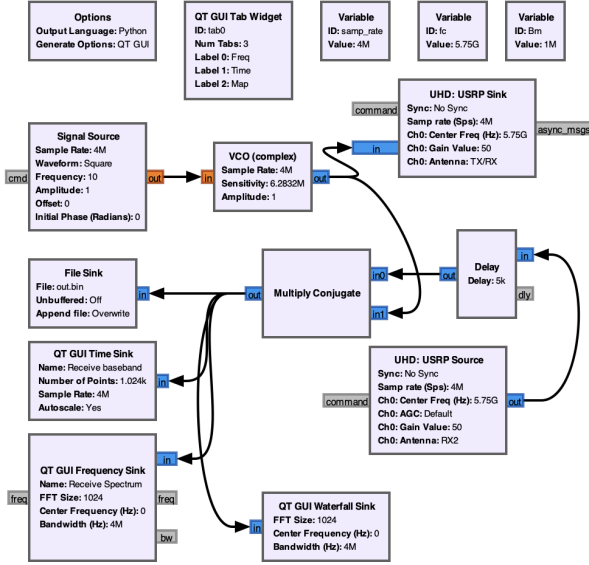 Options
Output Language: Python
Generate Options: QT GUI
QT GUI Tab Widget
ID: tab0
Num Tabs: 3
Label 0: Freq
Label 1: Time
Label 2: Map
Variable
ID: samp_rate
Value: 4M
Variable
ID: fc
Value: 5.75G
Variable
ID: Bm
Value: 1M
UHD: USRP Sink
Sync: No Sync
Samp rate (Sps): 4M
Ch0: Center Freq (Hz): 5.75G
Ch0: Gain Value: 50
Ch0: Antenna: TX/RX
command
in
async_msgs
Signal Source
Sample Rate: 4M
Waveform: Square
Frequency: 10
Amplitude: 1
Offset: 0
Initial Phase (Radians): 0
cmd
out
VCO (complex)
Sample Rate: 4M
Sensitivity: 6.2832M
Amplitude: 1
in
out
File Sink
File: out.bin
Unbuffered: Off
Append file: Overwrite
in
Multiply Conjugate
out
in0
in1
Delay
Delay: 5k
out
in
dly
QT GUI Time Sink
Name: Receive baseband
Number of Points: 1.024k
Sample Rate: 4M
Autoscale: Yes
in
UHD: USRP Source
Sync: No Sync
Samp rate (Sps): 4M
Ch0: Center Freq (Hz): 5.75G
Ch0: AGC: Default
Ch0: Gain Value: 50
Ch0: Antenna: RX2
command
out
QT GUI Frequency Sink
Name: Receive Spectrum
FFT Size: 1024
Center Frequency (Hz): 0
Bandwidth (Hz): 4M
in
freq
freq
bw
QT GUI Waterfall Sink
FFT Size: 1024
Center Frequency (Hz): 0
Bandwidth (Hz): 4M
in